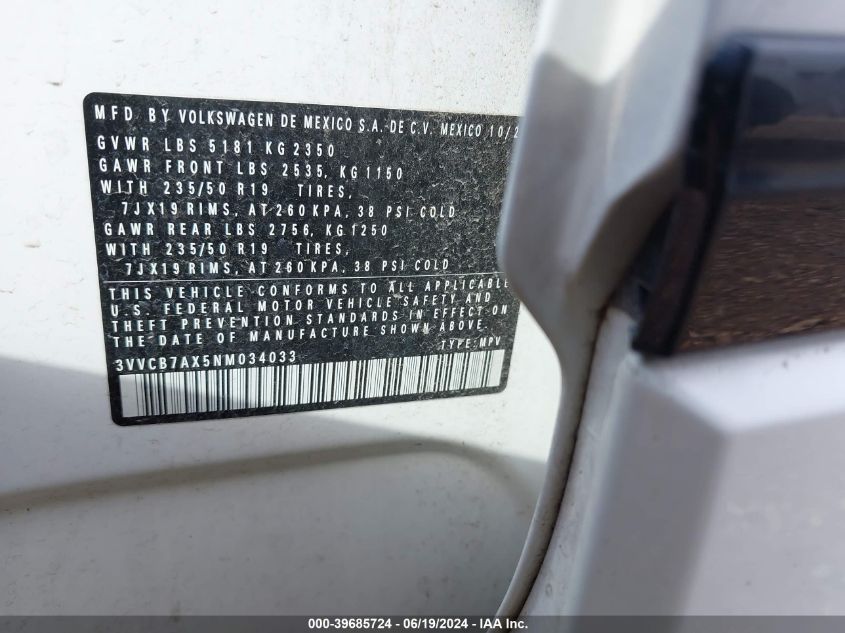 MFD. BY VOLKSWAGEN DE MEXICO S.A. DE C.V. MEXICO 10/2
GVWR LBS 5181 KG 2350
GAWR FRONT LBS 2535, KG 1150
WITH 235/50 R19 TIRES,
7JX19 RIMS, AT 260 KPA, 38 PSI COLD
GAWR REAR LBS 2756, KG 1250
WITH 235/50 R19 TIRES,
7JX19 RIMS, AT 260 KPA, 38 PSI COLD
THIS VEHICLE CONFORMS TO ALL APPLICABLE
U.S. FEDERAL MOTOR VEHICLE SAFETY AND
THEFT PREVENTION STANDARDS IN EFFECT ON
THE DATE OF MANUFACTURE SHOWN ABOVE.
3VVCB7AX5NM034033 TYPE: MPV
000-39685724 - 06/19/2024 - IAA Inc.